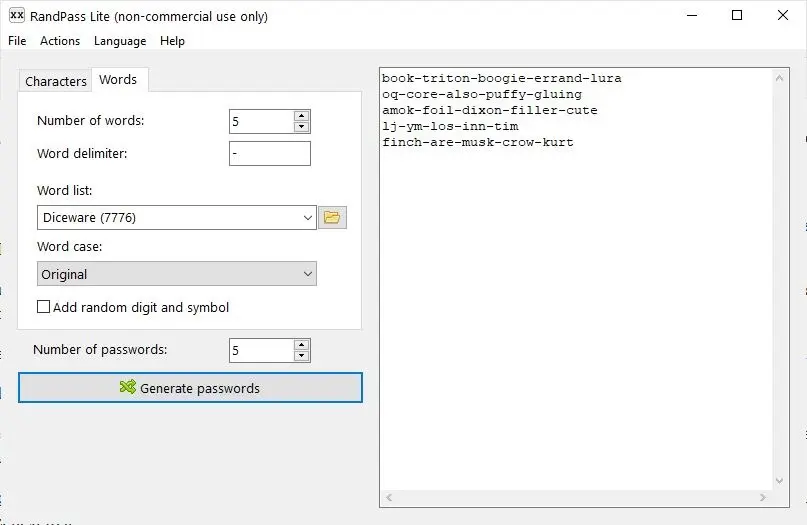 RandPass Lite (non-commercial use only)
File Actions Language Help
Characters Words
Number of words: 5
Word delimiter: -
Word list:
Diceware (7776)
Word case:
Original
Add random digit and symbol
Number of passwords: 5
Generate passwords
book-triton-boogie-errand-lura
oq-core-also-puffy-gluing
amok-foil-dixon-filler-cute
lj-ym-los-inn-tim
finch-are-musk-crow-kurt